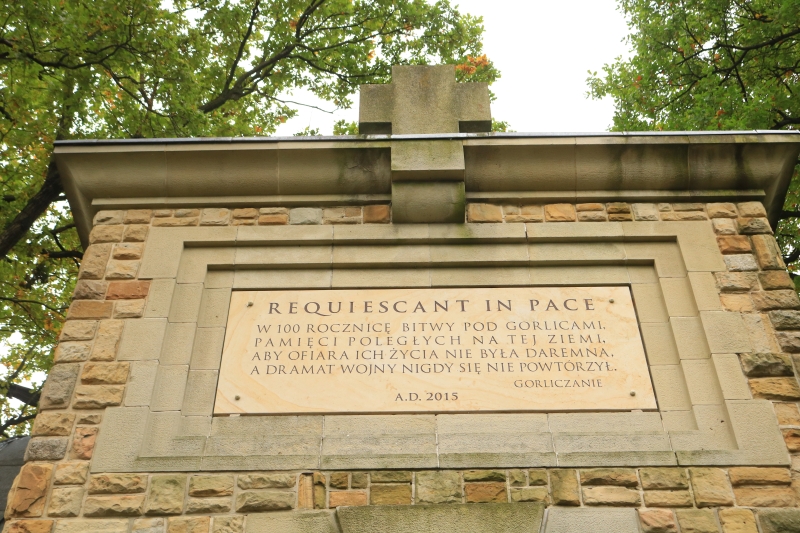 REQUIESCANT IN PACE
W 100 ROCZNICĘ BITWY POD GORLICAMI,
PAMIĘCI POLEGŁYCH NA TEJ ZIEMI,
ABY OFIARA ICH ŻYCIA NIE BYŁA DAREMNA,
A DRAMAT WOJNY NIGDY SIĘ NIE POWTÓRZYŁ.
GORLICZANIE
A.D. 2015